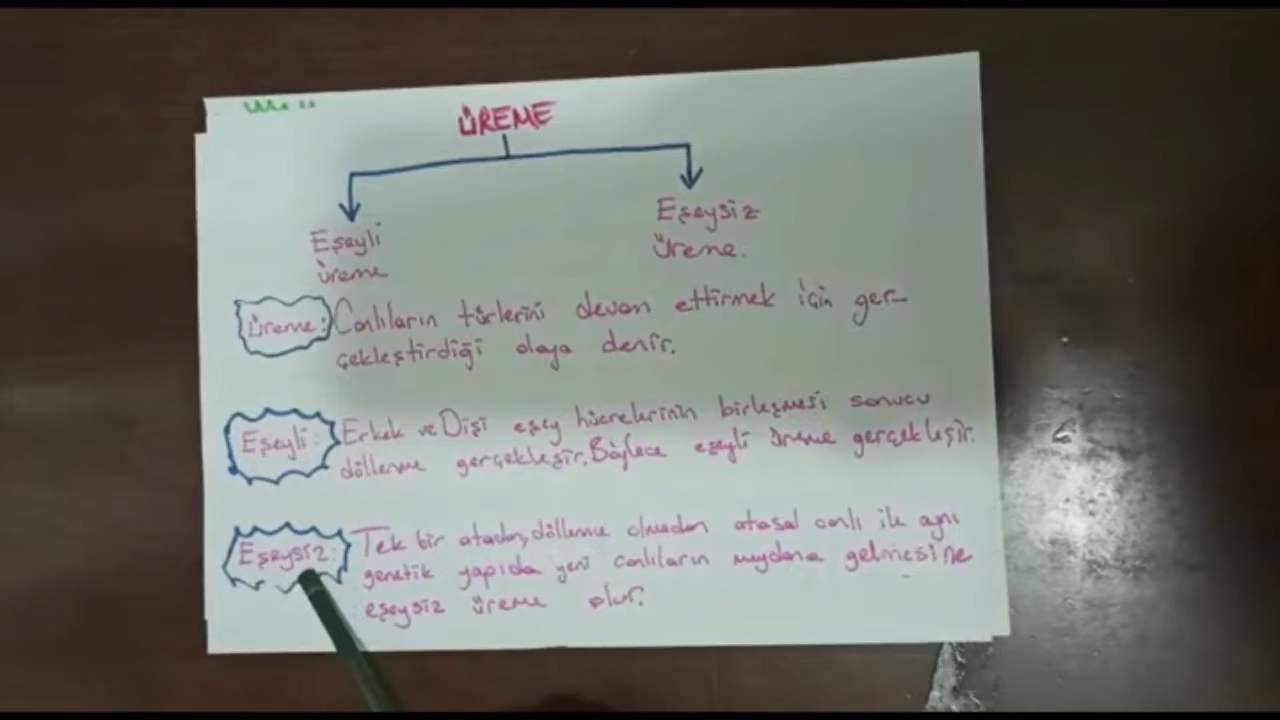 ÜREME
Eşeyli
üreme
Eşeysiz
Üreme.
Üreme: Canlıların türlerini devam ettirmek için ger-
çekleştirdiği olaya denir.
Eşeyli: Erkek ve Dişi eşey hücrelerinin birleşmesi sonucu
döllenme gerçekleşir. Böylece eşeyli üreme gerçekleşir.
Eşeysiz: Tek bir atadan, döllenme olmadan atasal canlı ile aynı
genetik yapıda yeni canlıların meydana gelmesine
eşeysiz üreme olur.